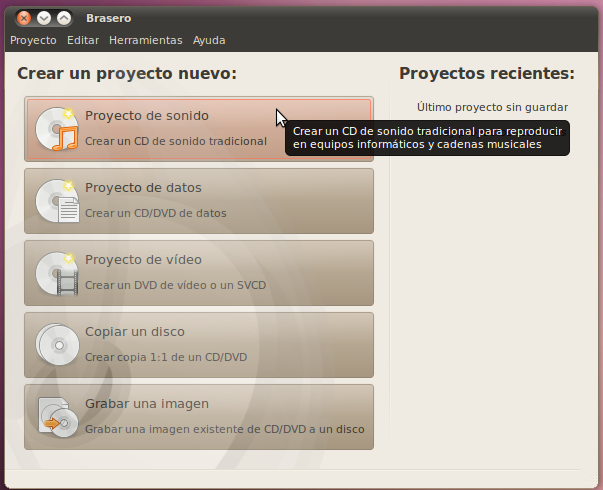 Brasero
Proyecto Editar Herramientas Ayuda
Crear un proyecto nuevo:
Proyecto de sonido
Crear un CD de sonido tradicional
Proyecto de datos
Crear un CD/DVD de datos
Proyecto de vídeo
Crear un DVD de vídeo o un SVCD
Copiar un disco
Crear copia 1:1 de un CD/DVD
Grabar una imagen
Grabar una imagen existente de CD/DVD a un disco
Proyectos recientes:
Último proyecto sin guardar
Crear un CD de sonido tradicional para reproducir
en equipos informáticos y cadenas musicales